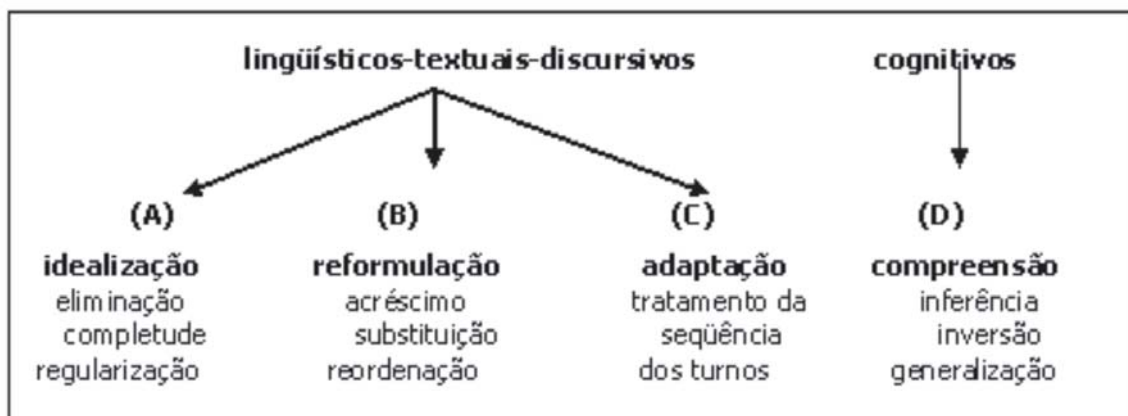 lingüísticos-textuais-discursivos cognitivos
(A) (B) (C) (D)
idealização reformulação adaptação compreensão
eliminação acréscimo tratamento da inferência
completude substituição seqüência inversão
regularização reordenação dos turnos generalização